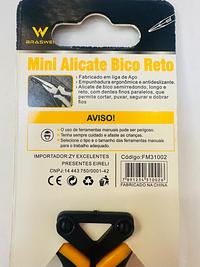 W
BRASWE
Mini Alicate Bico Reto
• Fabricado em liga de Aço
• Empunhadura ergonômica e antideslizante.
• Alicate de bico semirredondo, longo e
reto, com dentes finos paralelos, que
permite cortar, puxar, segurar e dobrar
fios
AVISO!
• O uso de ferramentas manuais pode ser perigoso.
• Tenha sempre cuidado e afaste as crianças.
• Selecione o tipo e o tamanho das ferramentas manuais
para o trabalho adequado.
IMPORTADOR:ZY EXCELENTES
PRESENTES EIRELI
CNPJ:14 443 750/0001-42
Código:FM31002
FABRICADO NA CHINA